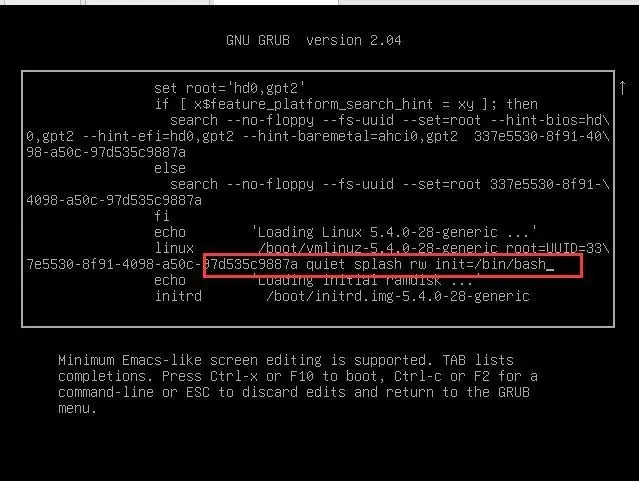 GNU GRUB  version 2.04
set root='hd0,gpt2'
if [ x$feature_platform_search_hint = xy ]; then
search --no-floppy --fs-uuid --set=root --hint-bios=hd\
0,gpt2 --hint-efi=hd0,gpt2 --hint-baremetal=ahci0,gpt2  337e5530-8f91-40\
98-a50c-97d535c9887a
else
search --no-floppy --fs-uuid --set=root 337e5530-8f91-\
4098-a50c-97d535c9887a
fi
echo        'Loading Linux 5.4.0-28-generic ...'
linux        /boot/vmlinuz-5.4.0-28-generic root=UUID=33\
7e5530-8f91-4098-a50c-97d535c9887a quiet splash rw init=/bin/bash_
echo        'Loading initial ramdisk ...'
initrd       /boot/initrd.img-5.4.0-28-generic
Minimum Emacs-like screen editing is supported. TAB lists
completions. Press Ctrl-x or F10 to boot, Ctrl-c or F2 for a
command-line or ESC to discard edits and return to the GRUB
menu.